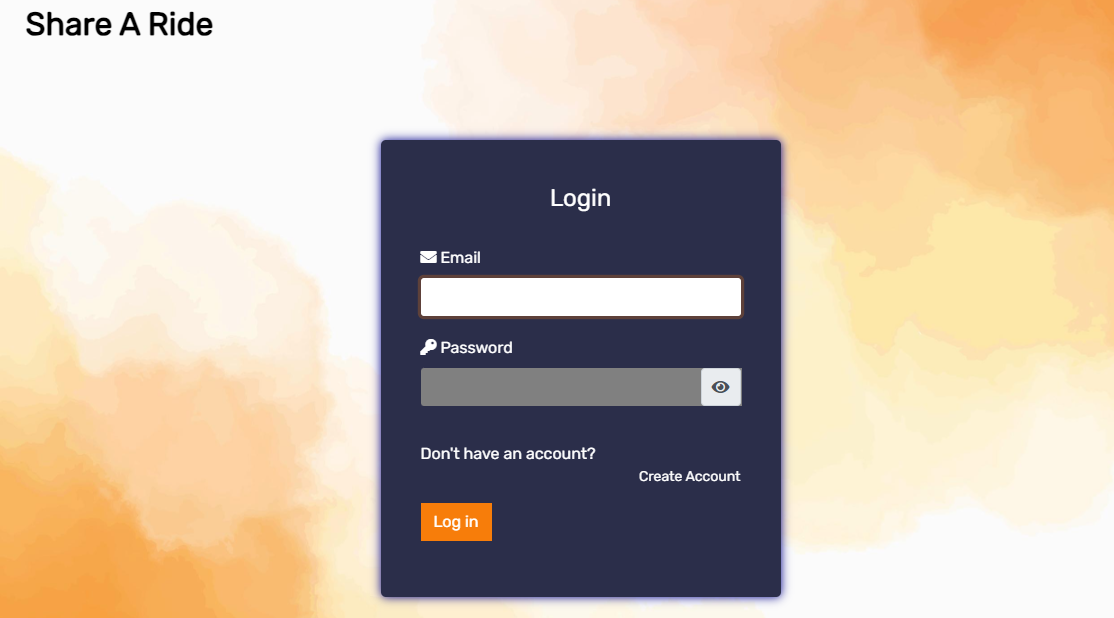 Share A Ride
Login
Email
Password
Don't have an account?
Create Account
Log in